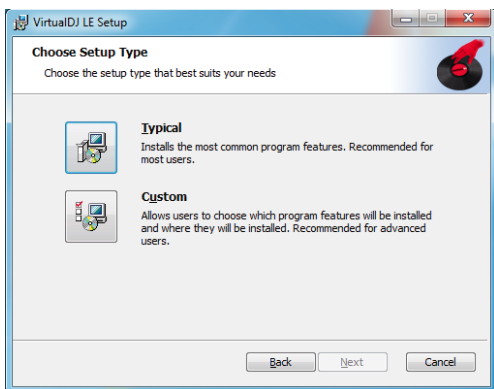 VirtualDJ LE Setup
Choose Setup Type
Choose the setup type that best suits your needs
Typical
Installs the most common program features. Recommended for
most users.
Custom
Allows users to choose which program features will be installed
and where they will be installed. Recommended for advanced
users.
Back Next Cancel